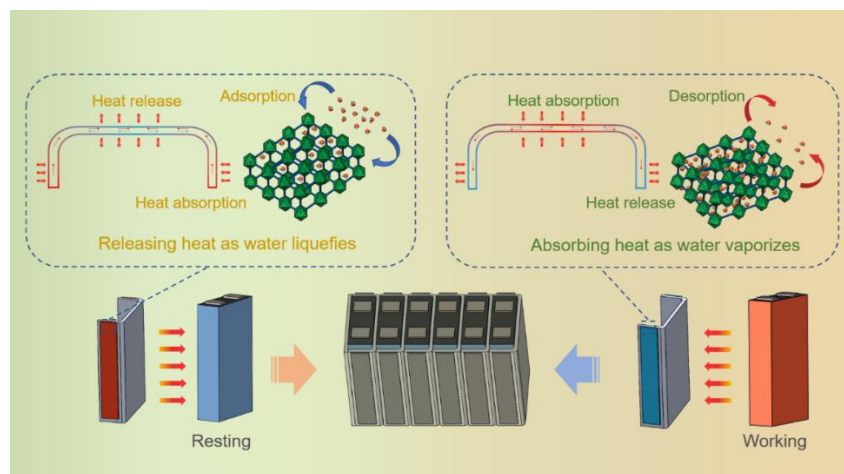 Heat release
Adsorption
Heat absorption
Releasing heat as water liquefies
Heat absorption
Desorption
Heat release
Absorbing heat as water vaporizes
Resting
Working